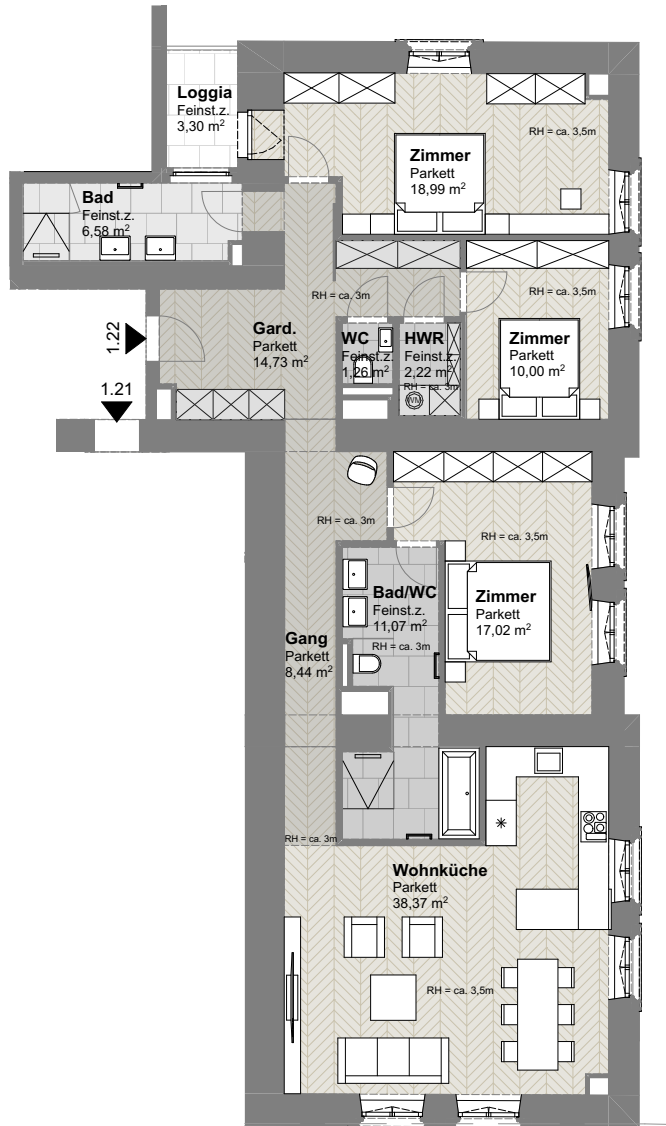 Loggia
Feinst.z.
3,30 m²
RH = ca. 3,5m
Zimmer
Parkett
18,99 m²
Bad
Feinst.z.
6,58 m²
RH = ca. 3m
RH = ca. 3,5m
1.22
Gard.
Parkett
14,73 m²
WC
Feinst.z.
1,26 m²
HWR
Feinst.z.
2,22 m²
RH = ca. 3m
WM
Zimmer
Parkett
10,00 m²
1.21
RH = ca. 3m
RH = ca. 3,5m
Bad/WC
Feinst.z.
11,07 m²
RH = ca. 3m
Zimmer
Parkett
17,02 m²
Gang
Parkett
8,44 m²
RH = ca. 3m
Wohnküche
Parkett
38,37 m²
RH = ca. 3,5m